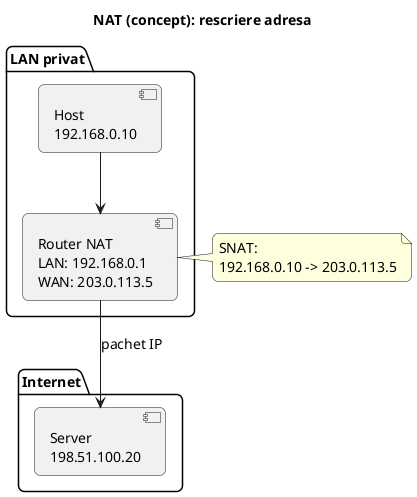 NAT (concept): rescriere adresa
LAN privat
Host
192.168.0.10
Router NAT
LAN: 192.168.0.1
WAN: 203.0.113.5
SNAT:
192.168.0.10 -> 203.0.113.5
pachet IP
Internet
Server
198.51.100.20